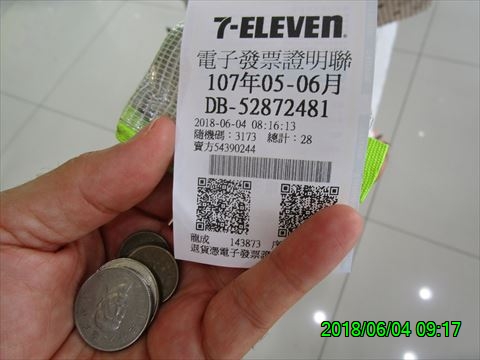 7-ELEVEN
電子發票證明聯
107年05-06月
DB-52872481
2018-06-04 08:16:13
隨機碼:3173 總計:28
賣方54390244
龍成 143873 序
退貨憑電子發票證
2018/06/04 09:17